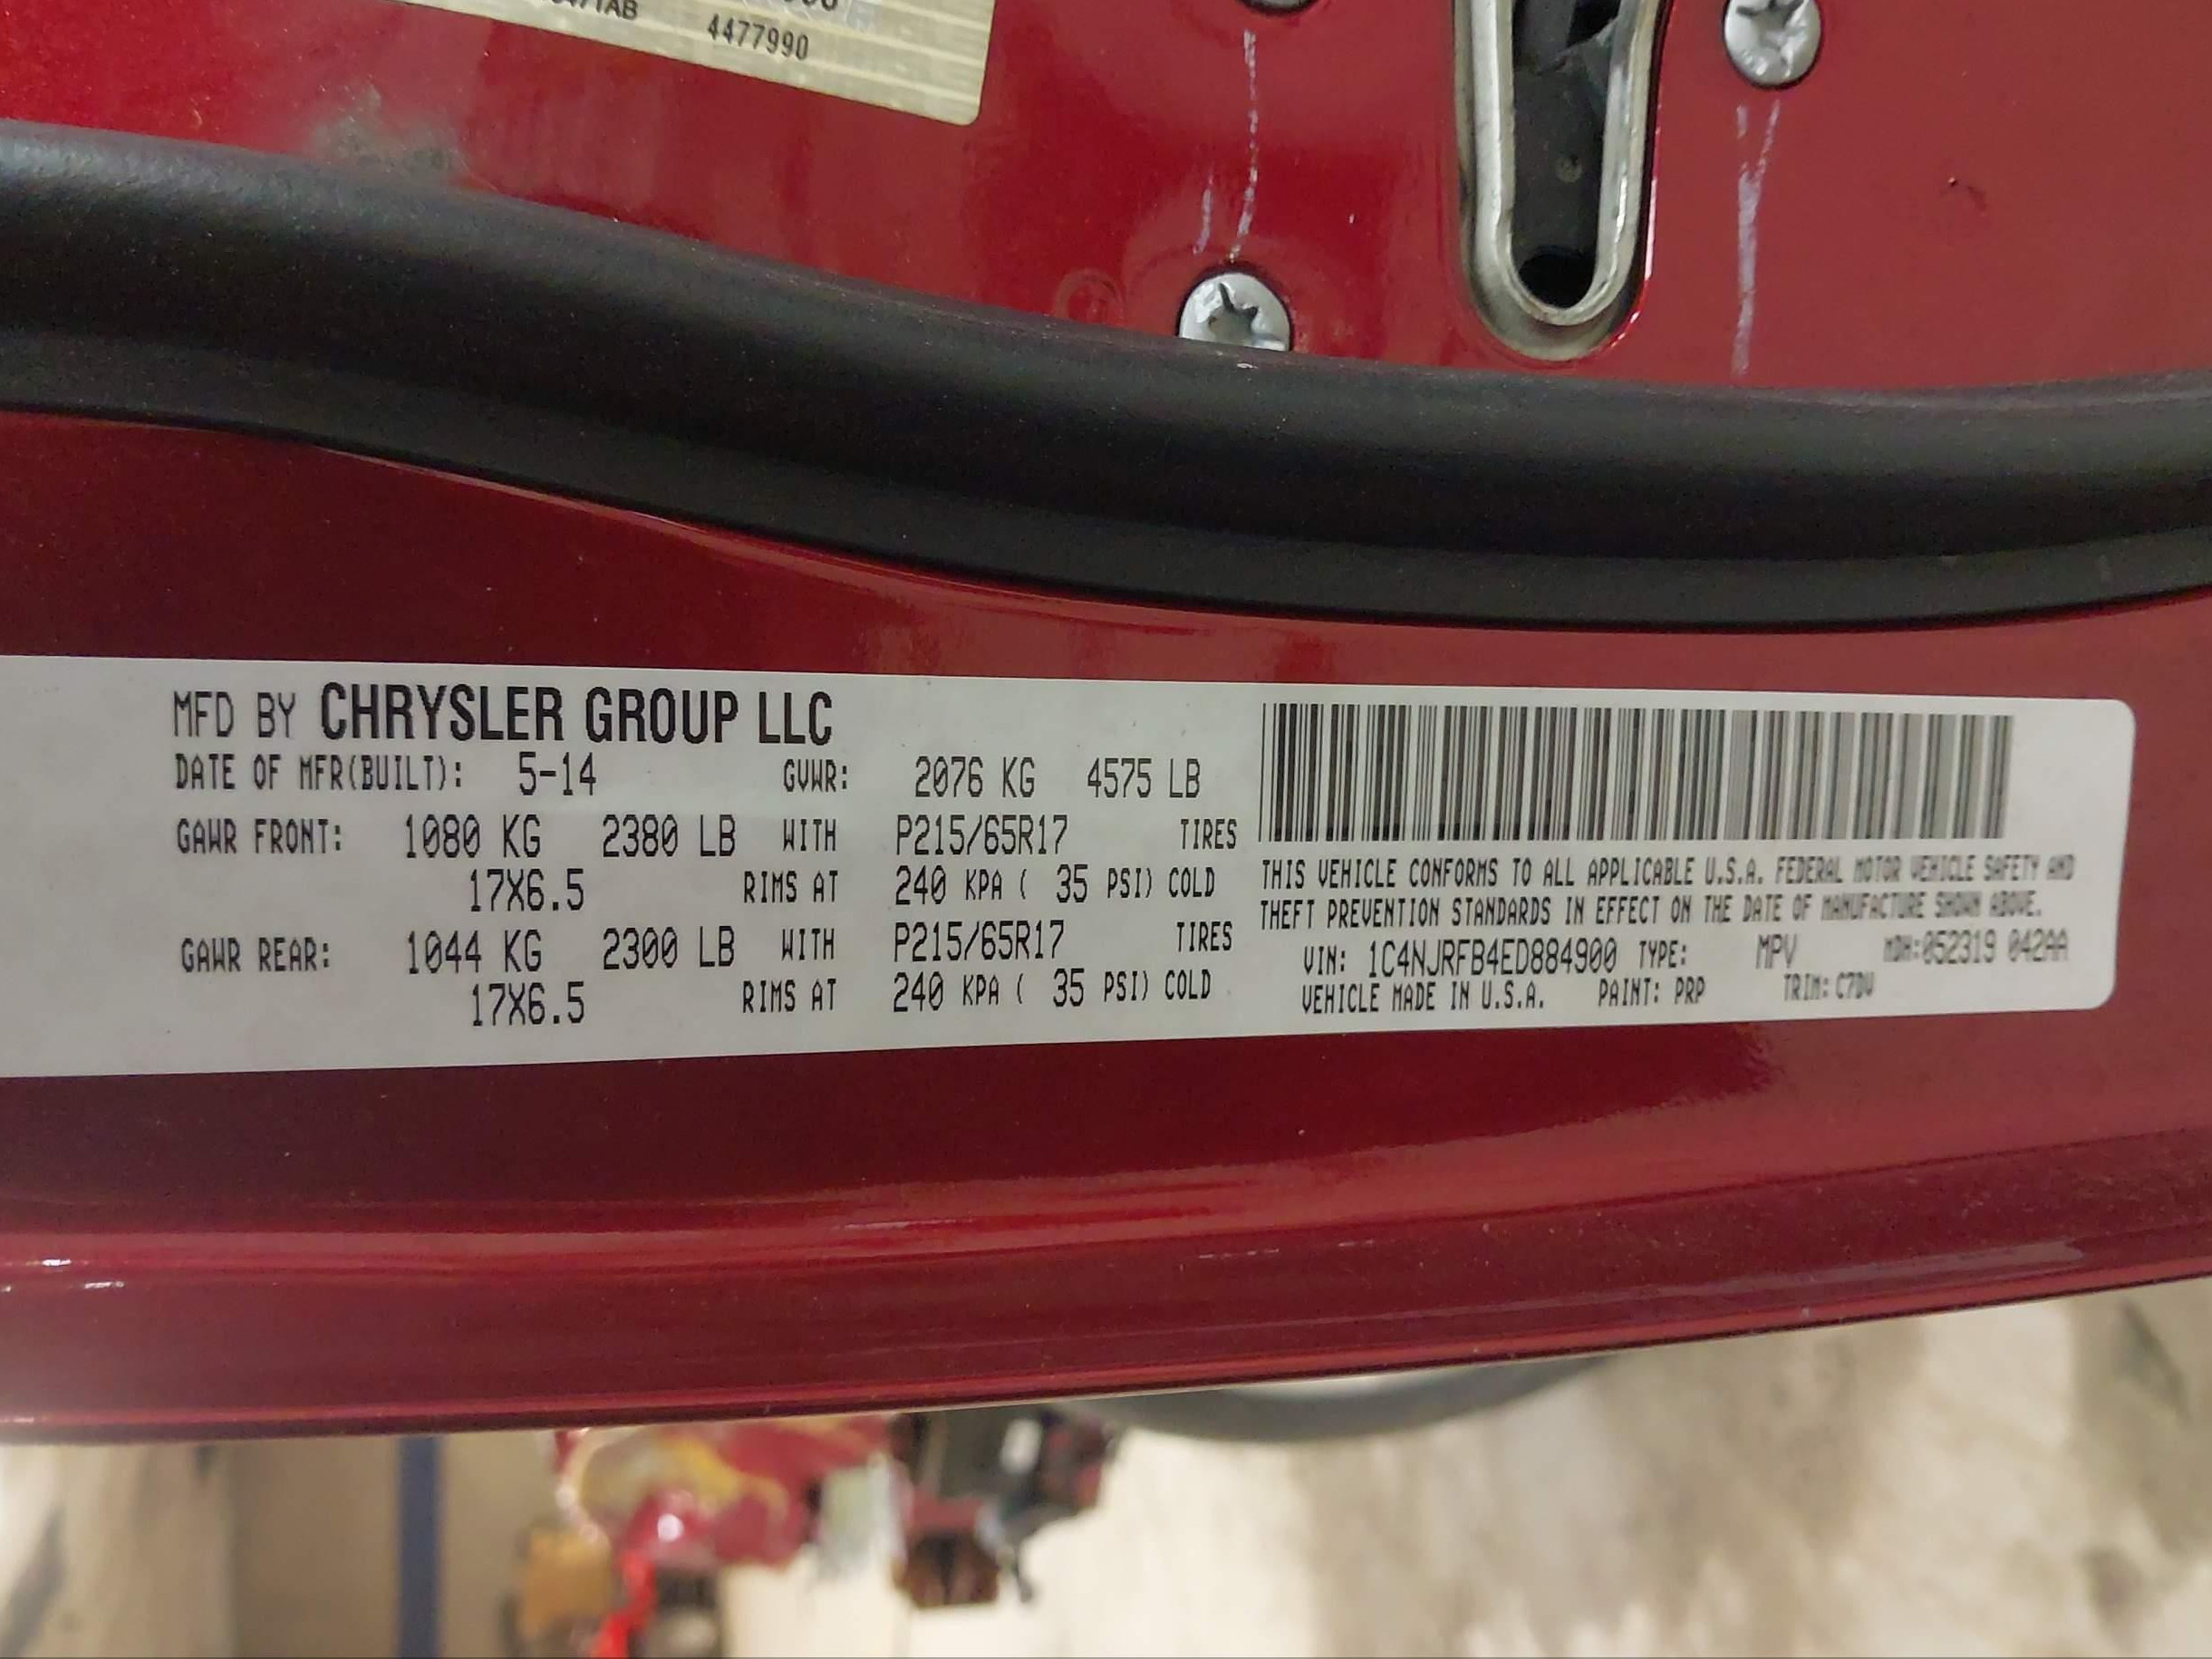 4477990
MFD BY CHRYSLER GROUP LLC
DATE OF MFR(BUILT): 5-14 GVWR: 2076 KG 4575 LB
GAWR FRONT: 1080 KG 2380 LB WITH P215/65R17 TIRES
17X6.5 RIMS AT 240 KPA ( 35 PSI) COLD
GAWR REAR: 1044 KG 2300 LB WITH P215/65R17 TIRES
17X6.5 RIMS AT 240 KPA ( 35 PSI) COLD
THIS VEHICLE CONFORMS TO ALL APPLICABLE U.S.A. FEDERAL MOTOR VEHICLE SAFETY AND
THEFT PREVENTION STANDARDS IN EFFECT ON THE DATE OF MANUFACTURE SHOWN ABOVE.
VIN: 1C4NJRFB4ED884900 TYPE: MPV MDH:052319 042AA
VEHICLE MADE IN U.S.A. PAINT: PRP TRIM: C7DV